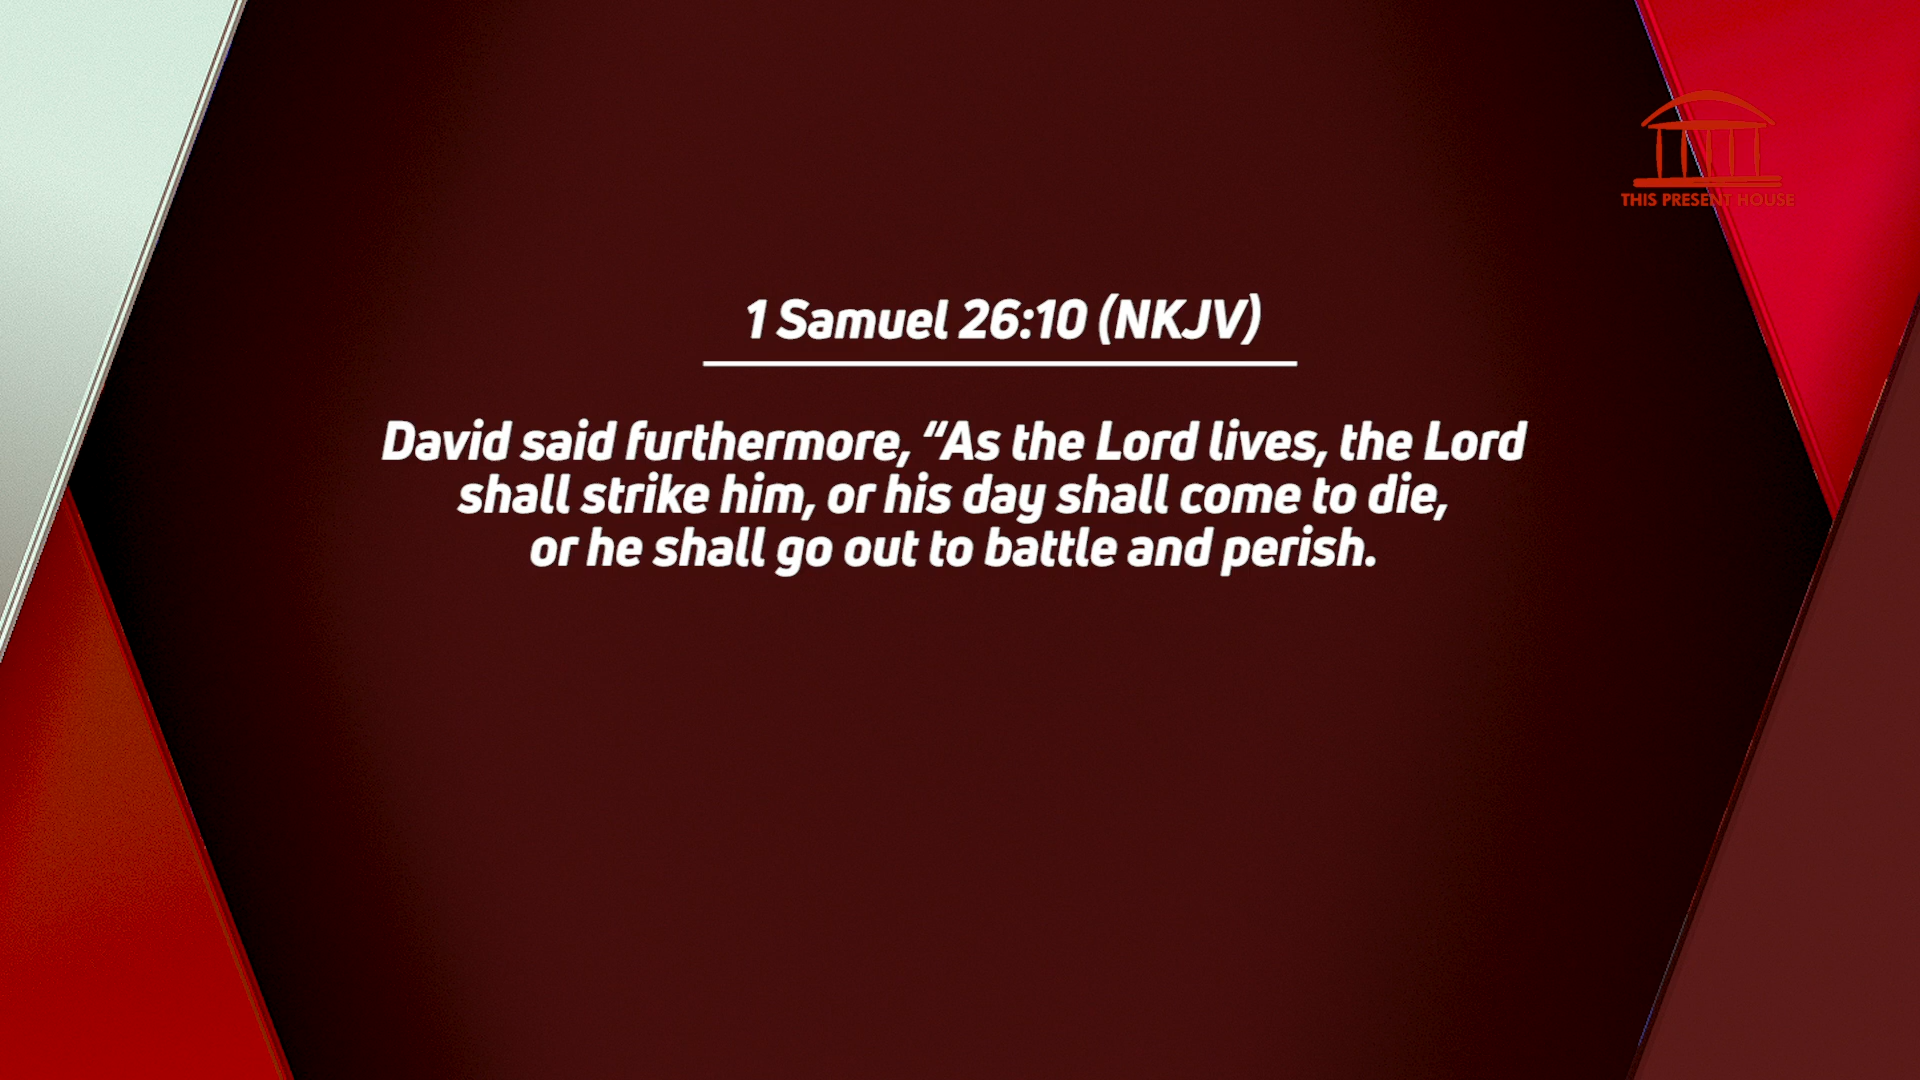 THIS PRESENT HOUSE
1 Samuel 26:10 (NKJV)
David said furthermore, “As the Lord lives, the Lord
shall strike him, or his day shall come to die,
or he shall go out to battle and perish.